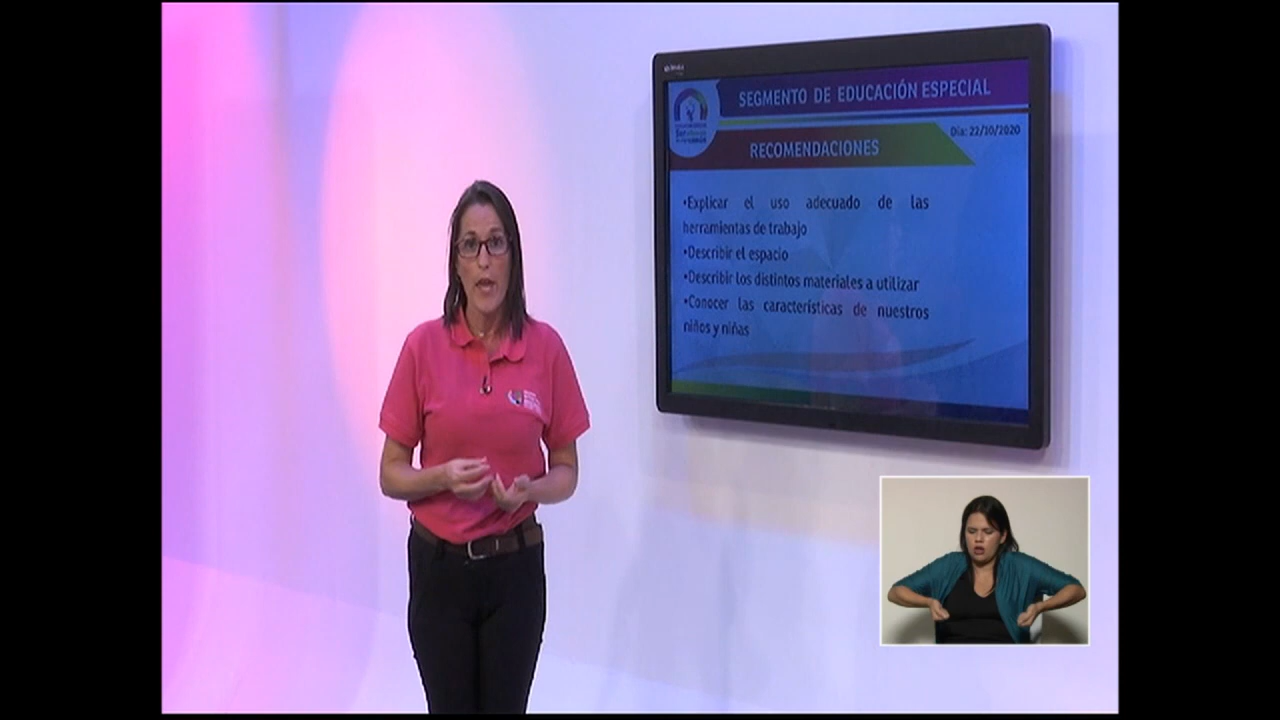 SEGMENTO DE EDUCACIÓN ESPECIAL
Día: 22/10/2020
RECOMENDACIONES
•Explicar el uso adecuado de las
herramientas de trabajo
•Describir el espacio
•Describir los distintos materiales a utilizar
•Conocer las características de nuestros
niños y niñas